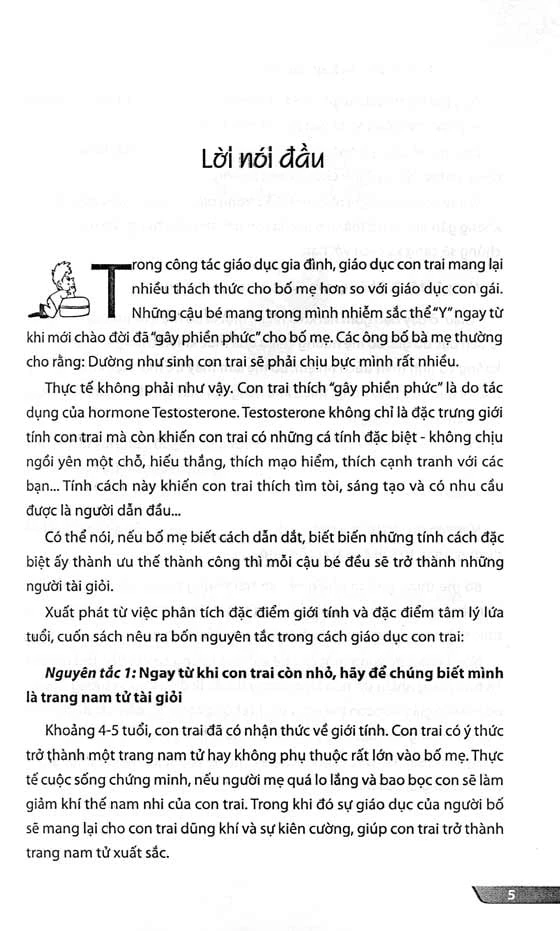 Lời nói đầu
Trong công tác giáo dục gia đình, giáo dục con trai mang lại
nhiều thách thức cho bố mẹ hơn so với giáo dục con gái.
Những cậu bé mang trong mình nhiễm sắc thể "Y" ngay từ
khi mới chào đời đã "gây phiền phức" cho bố mẹ. Các ông bố bà mẹ thường
cho rằng: Dường như sinh con trai sẽ phải chịu bực mình rất nhiều.
Thực tế không phải như vậy. Con trai thích "gây phiền phức" là do tác
dụng của hormone Testosterone. Testosterone không chỉ là đặc trưng giới
tính con trai mà còn khiến con trai có những cá tính đặc biệt - không chịu
ngồi yên một chỗ, hiếu thắng, thích mạo hiểm, thích cạnh tranh với các
bạn... Tính cách này khiến con trai thích tìm tòi, sáng tạo và có nhu cầu
được là người dẫn đầu...
Có thể nói, nếu bố mẹ biết cách dẫn dắt, biết biến những tính cách đặc
biệt ấy thành ưu thế thành công thì mỗi cậu bé đều sẽ trở thành những
người tài giỏi.
Xuất phát từ việc phân tích đặc điểm giới tính và đặc điểm tâm lý lứa
tuổi, cuốn sách nêu ra bốn nguyên tắc trong cách giáo dục con trai:
Nguyên tắc 1: Ngay từ khi con trai còn nhỏ, hãy để chúng biết mình
là trang nam tử tài giỏi
Khoảng 4-5 tuổi, con trai đã có nhận thức về giới tính. Con trai có ý thức
trở thành một trang nam tử hay không phụ thuộc rất lớn vào bố mẹ. Thực
tế cuộc sống chứng minh, nếu người mẹ quá lo lắng và bao bọc con sẽ làm
giảm khí thế nam nhi của con trai. Trong khi đó sự giáo dục của người bố
sẽ mang lại cho con trai dũng khí và sự kiên cường, giúp con trai trở thành
trang nam tử xuất sắc.
5